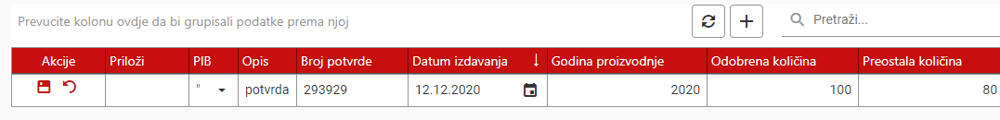 Prevucite kolonu ovdje da bi grupisali podatke prema njoj
Pretraži...
Akcije Priloži PIB Opis Broj potvrde Datum izdavanja ↓ Godina proizvodnje Odobrena količina Preostala količina
" potvrda 293929 12.12.2020 2020 100 80